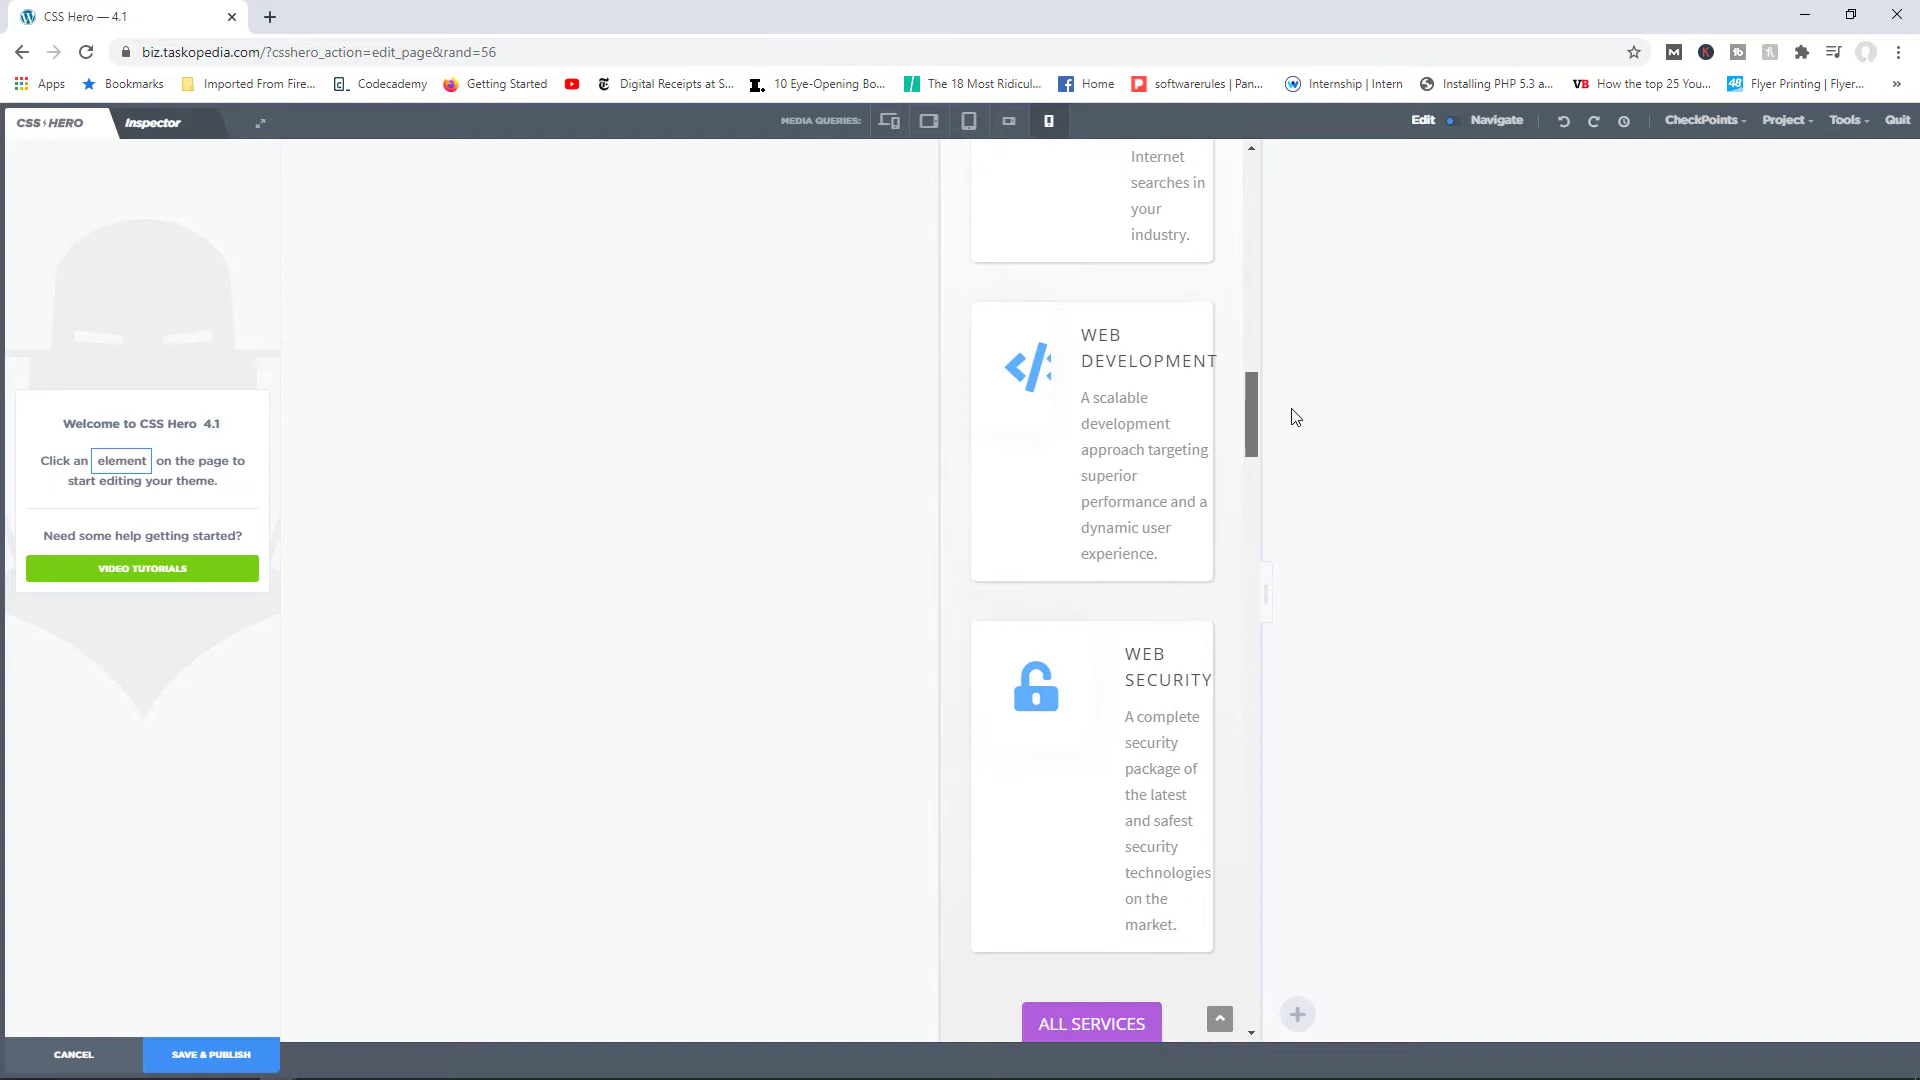 CSS Hero — 4.1
biz.taskopedia.com/?csshero_action=edit_page&rand=56
Apps
Bookmarks
Imported From Fire...
Codecademy
Getting Started
Digital Receipts at S...
10 Eye-Opening Bo...
The 18 Most Ridicul...
Home
softwarerules | Pan...
Internship | Intern
Installing PHP 5.3 a...
How the top 25 You...
Flyer Printing | Flyer...
CSS HERO
Inspector
MEDIA QUERIES:
Edit
Navigate
CheckPoints
Project
Tools
Quit
Welcome to CSS Hero 4.1
Click an element on the page to
start editing your theme.
Need some help getting started?
VIDEO TUTORIALS
CANCEL
SAVE & PUBLISH
Internet
searches in
your
industry.
WEB
DEVELOPMENT
A scalable
development
approach targeting
superior
performance and a
dynamic user
experience.
WEB
SECURITY
A complete
security
package of
the latest
and safest
security
technologies
on the
market.
ALL SERVICES